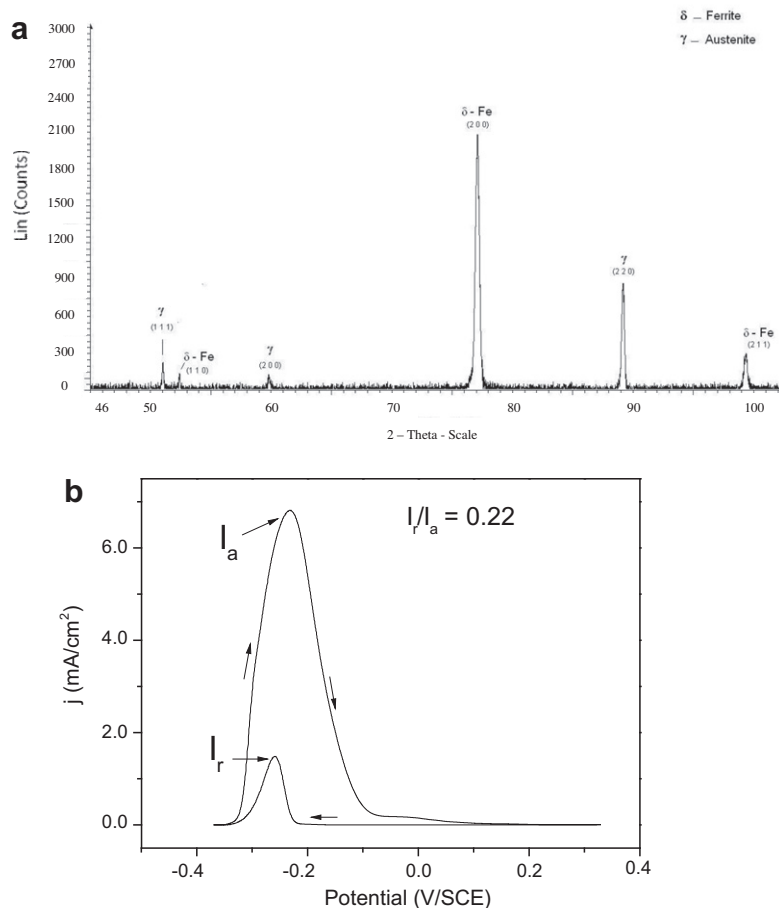 a
δ – Ferrite
γ – Austenite
3000
2700
2400
2100
1800
1500
1200
900
600
300
0
Lin (Counts)
γ
(1 1 1)
δ - Fe
(1 1 0)
γ
(2 0 0)
δ - Fe
(2 0 0)
γ
(2 2 0)
δ - Fe
(2 1 1)
46 50 60 70 80 90 100
2 – Theta - Scale
b
I_a
I_r/I_a = 0.22
I_r
6.0
4.0
2.0
0.0
j (mA/cm²)
-0.4 -0.2 0.0 0.2 0.4
Potential (V/SCE)